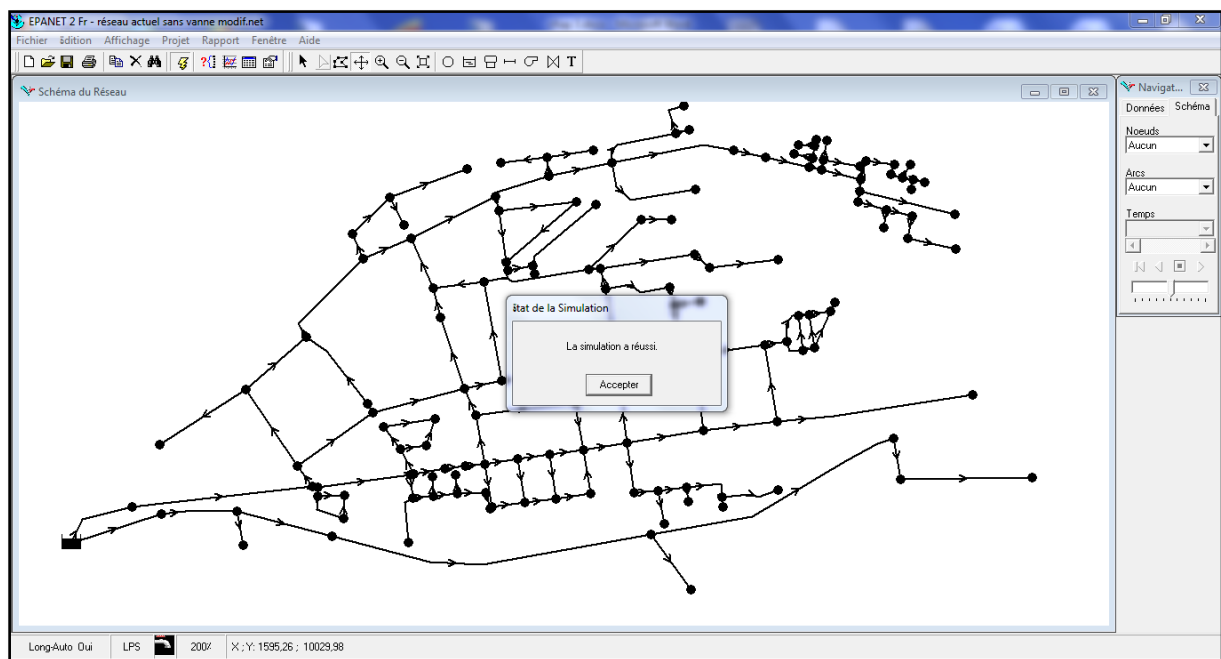 EPANET 2 Fr - réseau actuel sans vanne modif.net
Fichier Édition Affichage Projet Rapport Fenêtre Aide
T
Schéma du Réseau
Navigat...
Données Schéma
Noeuds
Aucun
Arcs
Aucun
Temps
État de la Simulation
La simulation a réussi.
Accepter
Long-Auto Oui LPS 200% X ; Y: 1595,26 ; 10029,98